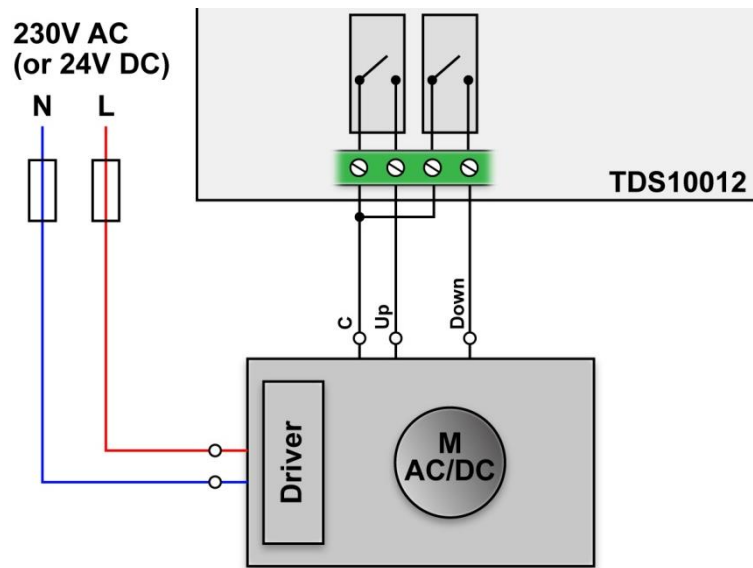 230V AC
(or 24V DC)
N
L
TDS10012
C
Up
Down
Driver
M
AC/DC